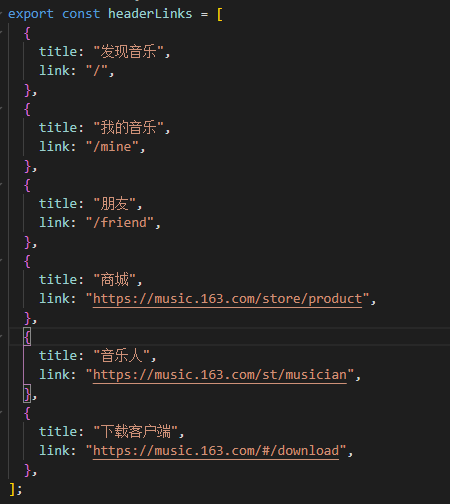 export const headerLinks = [
  {
    title: "发现音乐",
    link: "/",
  },
  {
    title: "我的音乐",
    link: "/mine",
  },
  {
    title: "朋友",
    link: "/friend",
  },
  {
    title: "商城",
    link: "https://music.163.com/store/product",
  },
  {
    title: "音乐人",
    link: "https://music.163.com/st/musician",
  },
  {
    title: "下载客户端",
    link: "https://music.163.com/#/download",
  },
];